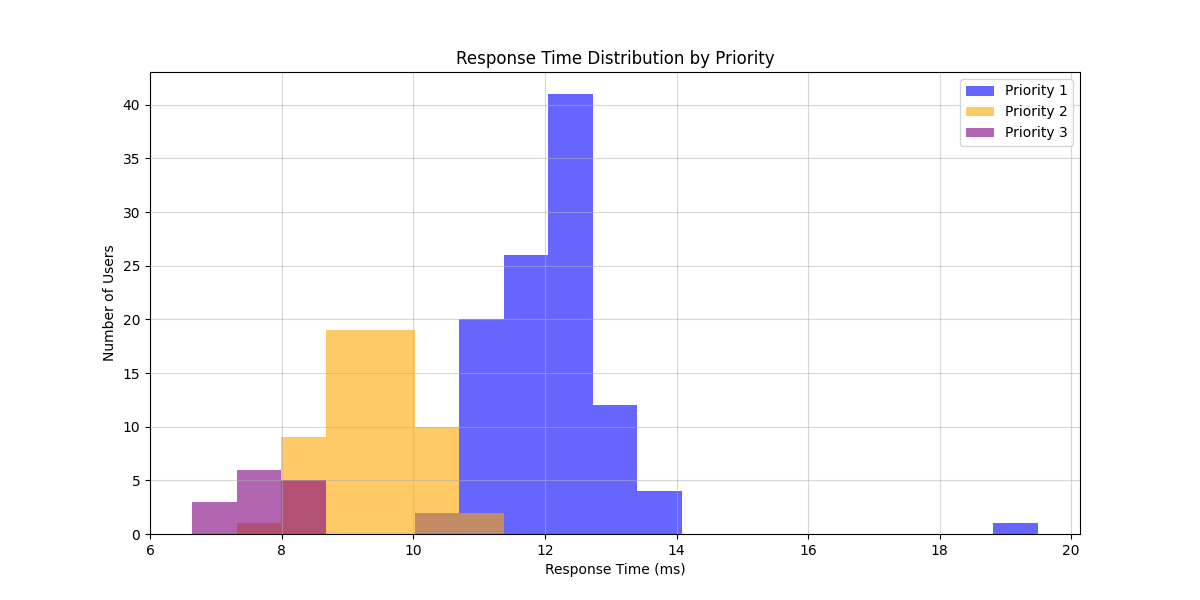 Response Time Distribution by Priority
Priority 1
Priority 2
Priority 3
Number of Users
40
35
30
25
20
15
10
5
0
6 8 10 12 14 16 18 20
Response Time (ms)